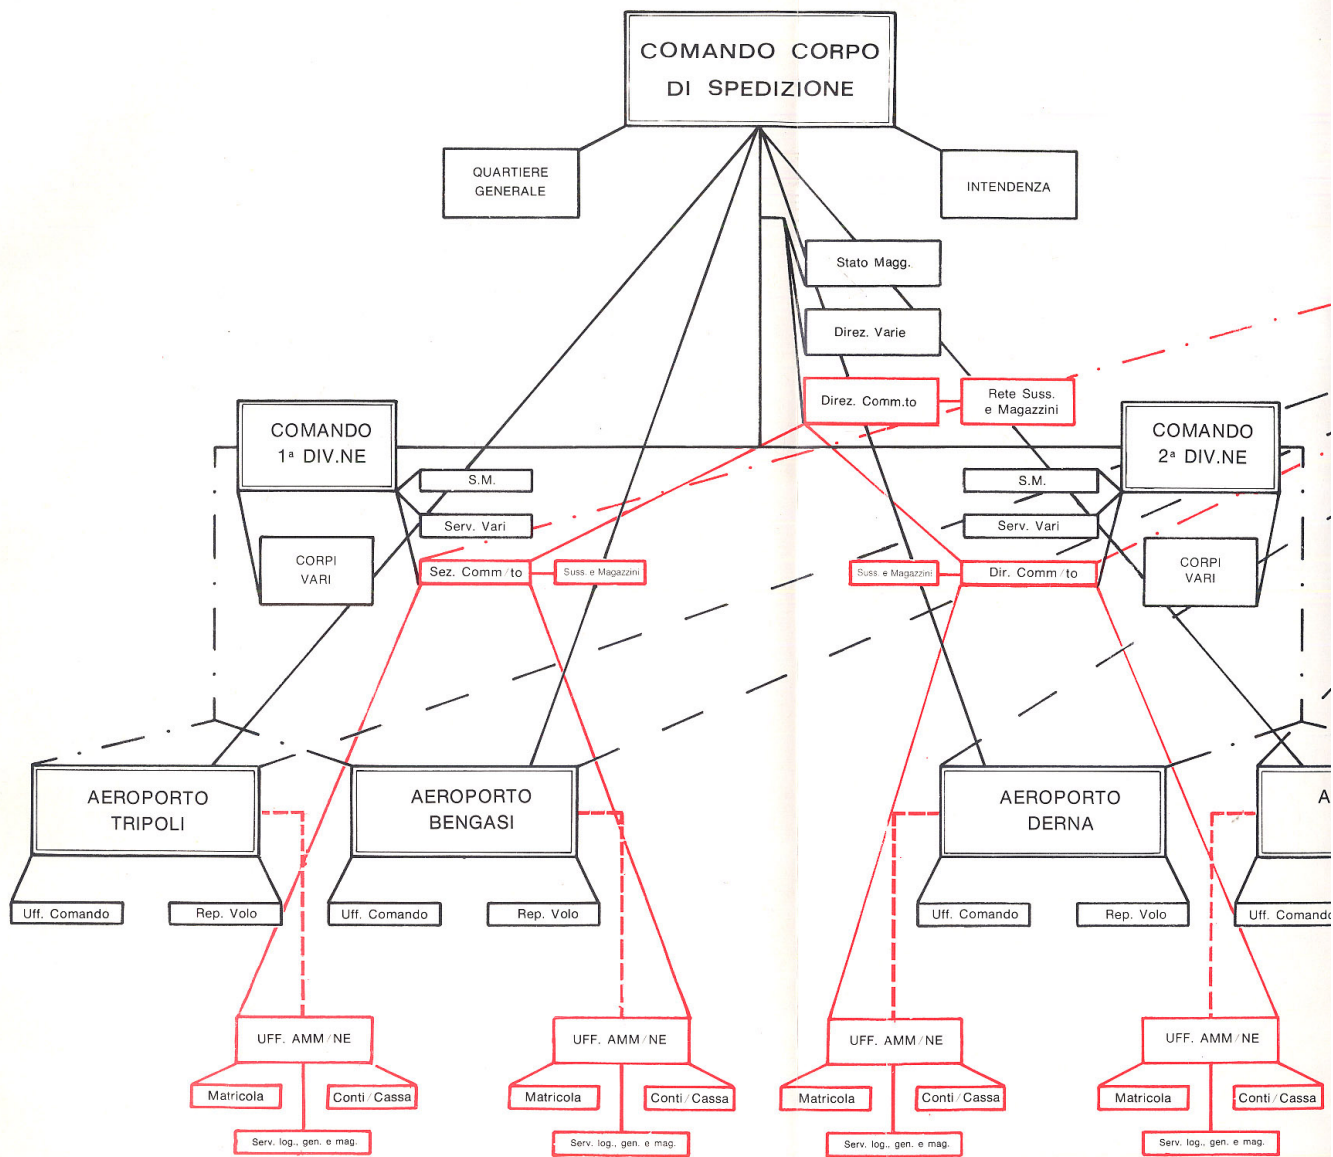 COMANDO CORPO
DI SPEDIZIONE
QUARTIERE
GENERALE
INTENDENZA
Stato Magg.
Direz. Varie
Direz. Comm.to
Rete Suss.
e Magazzini
COMANDO
1ª DIV.NE
COMANDO
2ª DIV.NE
S.M.
S.M.
Serv. Vari
Serv. Vari
CORPI
VARI
CORPI
VARI
Sez. Comm/to
Suss. e Magazzini
Suss. e Magazzini
Dir. Comm/to
AEROPORTO
TRIPOLI
AEROPORTO
BENGASI
AEROPORTO
DERNA
A
Uff. Comando
Rep. Volo
Uff. Comando
Rep. Volo
Uff. Comando
Rep. Volo
Uff. Comando
UFF. AMM/NE
UFF. AMM/NE
UFF. AMM/NE
UFF. AMM/NE
Matricola
Conti/Cassa
Matricola
Conti/Cassa
Matricola
Conti/Cassa
Matricola
Conti/Cassa
Serv. log., gen. e mag.
Serv. log., gen. e mag.
Serv. log., gen. e mag.
Serv. log., gen. e mag.